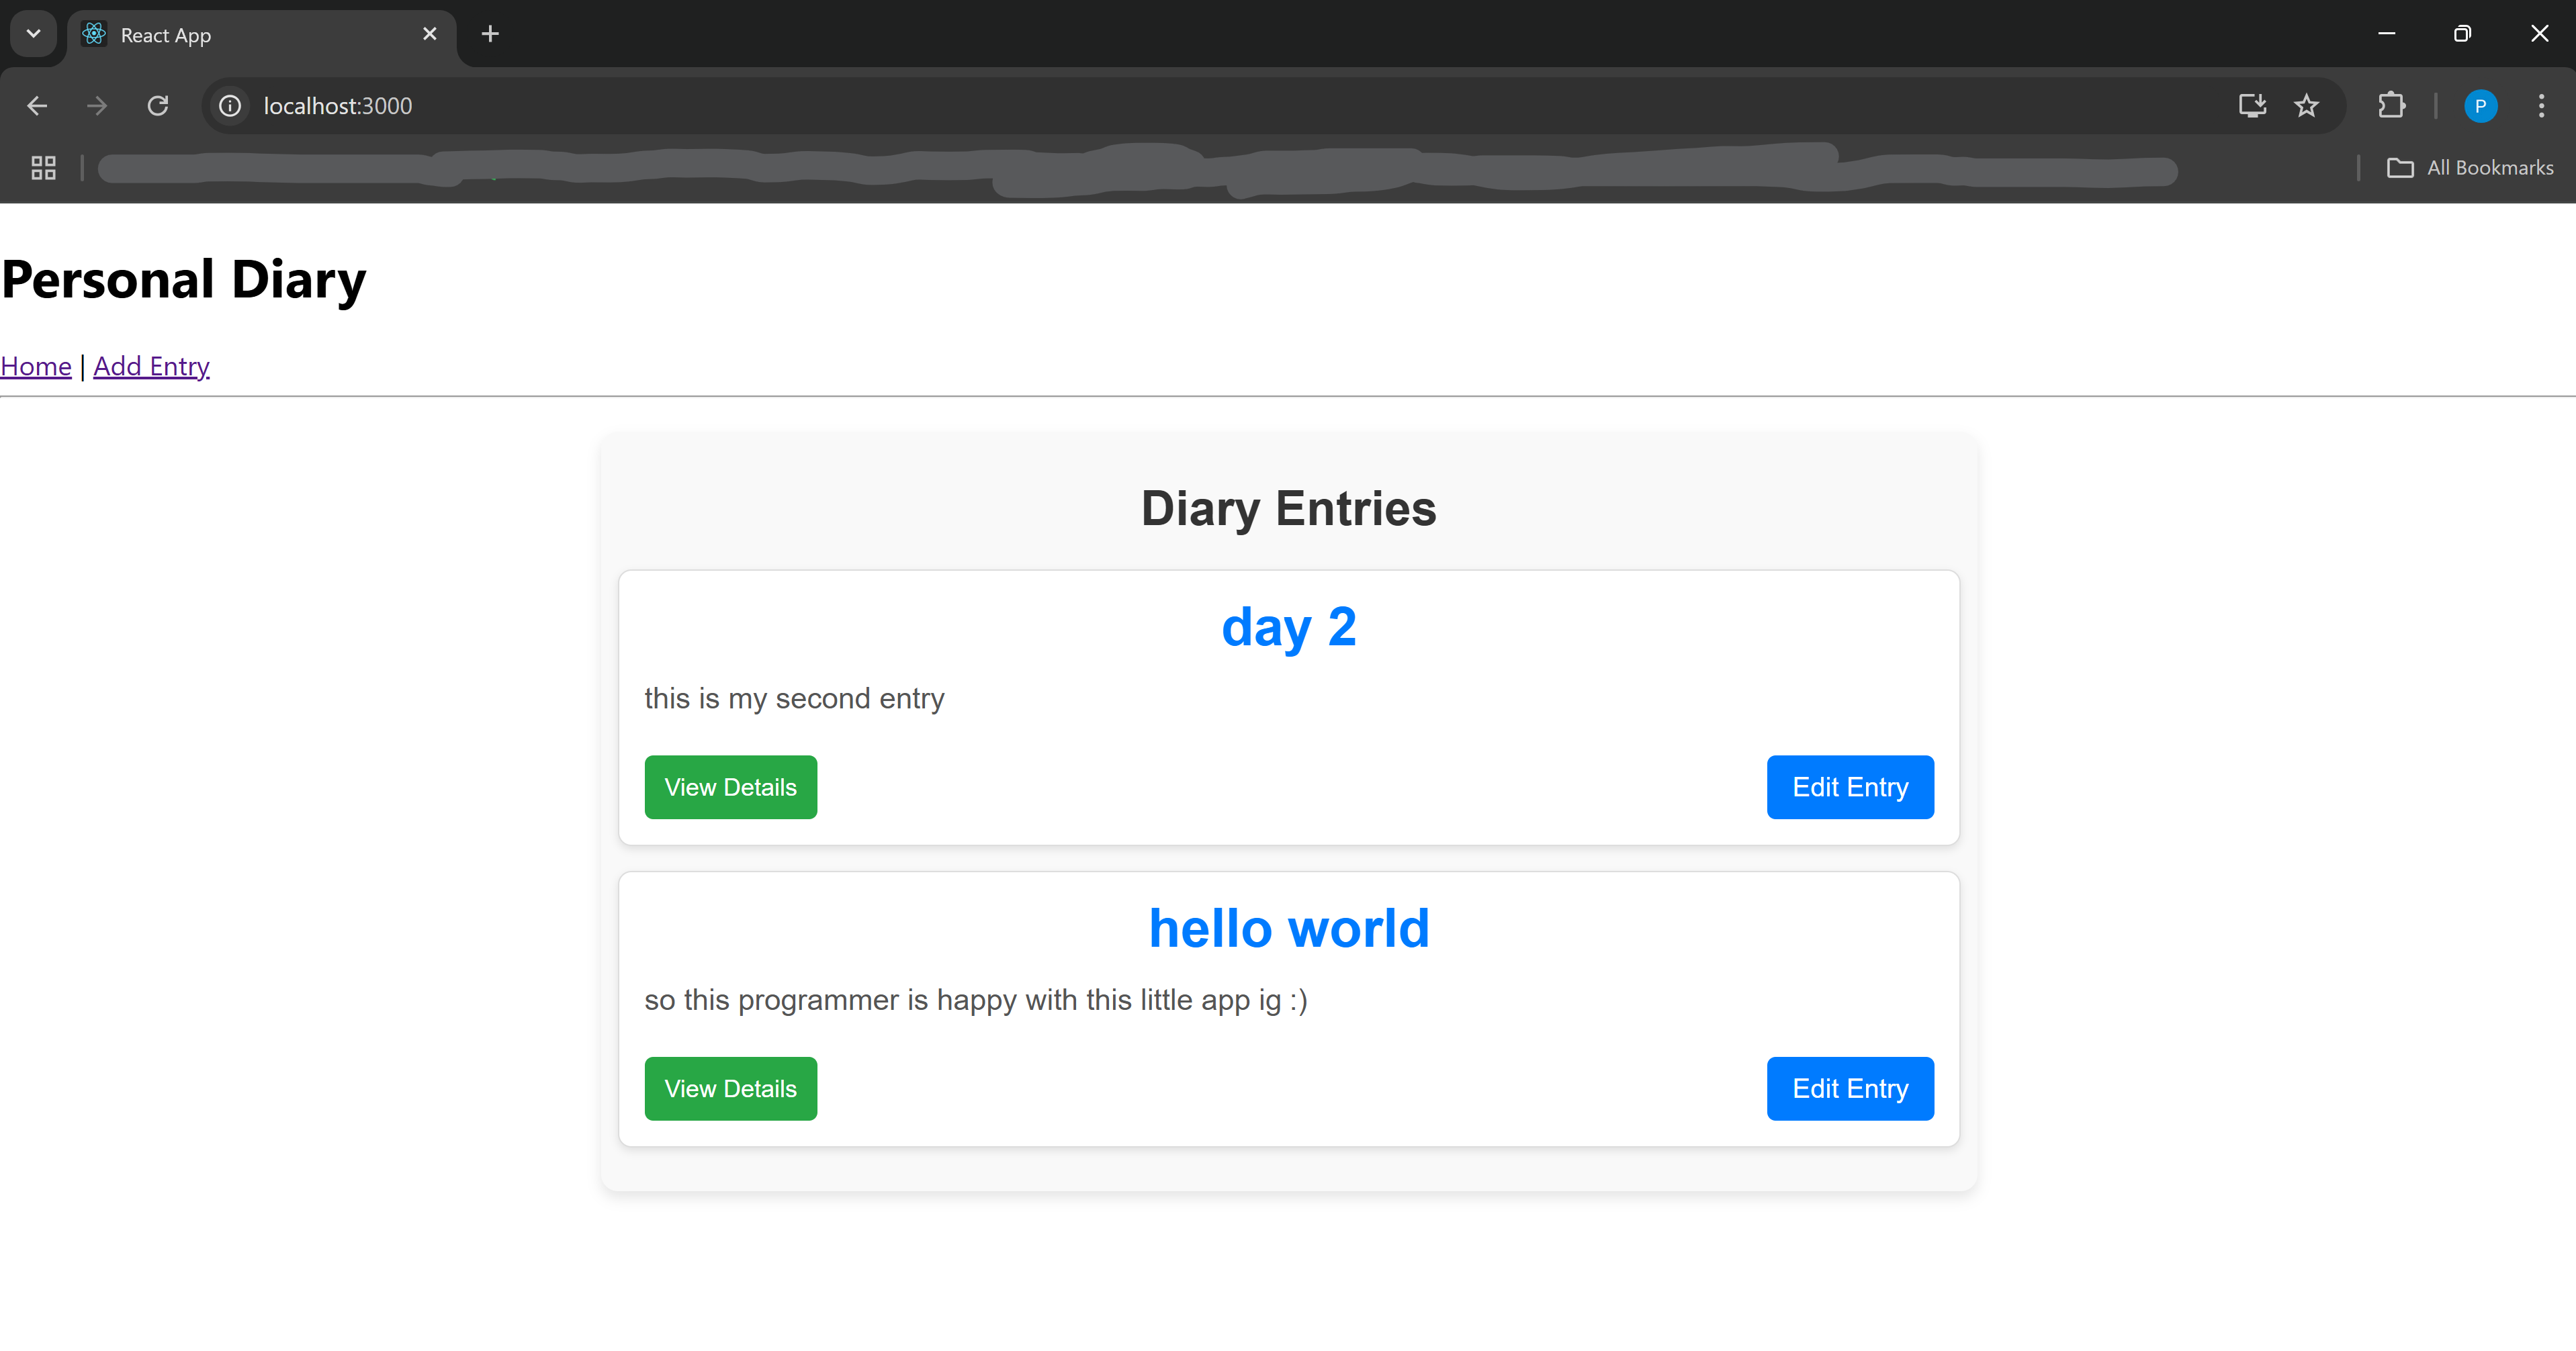 React App
localhost:3000
P
All Bookmarks
Personal Diary
Home | Add Entry
Diary Entries
day 2
this is my second entry
View Details Edit Entry
hello world
so this programmer is happy with this little app ig :)
View Details Edit Entry